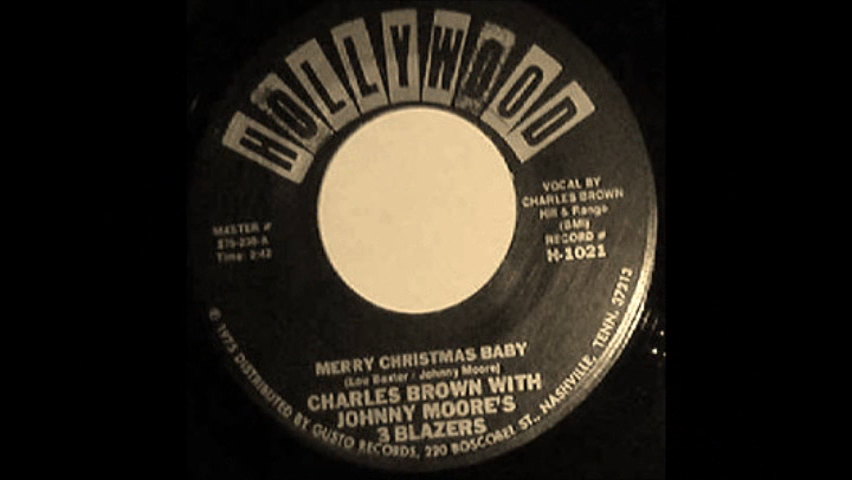 HOLLYWOOD
VOCAL BY
CHARLES BROWN
Hill & Range
(BMI)
RECORD #
H-1021
MASTER #
Time: 2:42
MERRY CHRISTMAS BABY
(Lou Baxter - Johnny Moore)
CHARLES BROWN WITH
JOHNNY MOORE'S
3 BLAZERS
℗ 1975 DISTRIBUTED BY GUSTO RECORDS, 220 BOSCOBEL ST., NASHVILLE, TENN. 37213